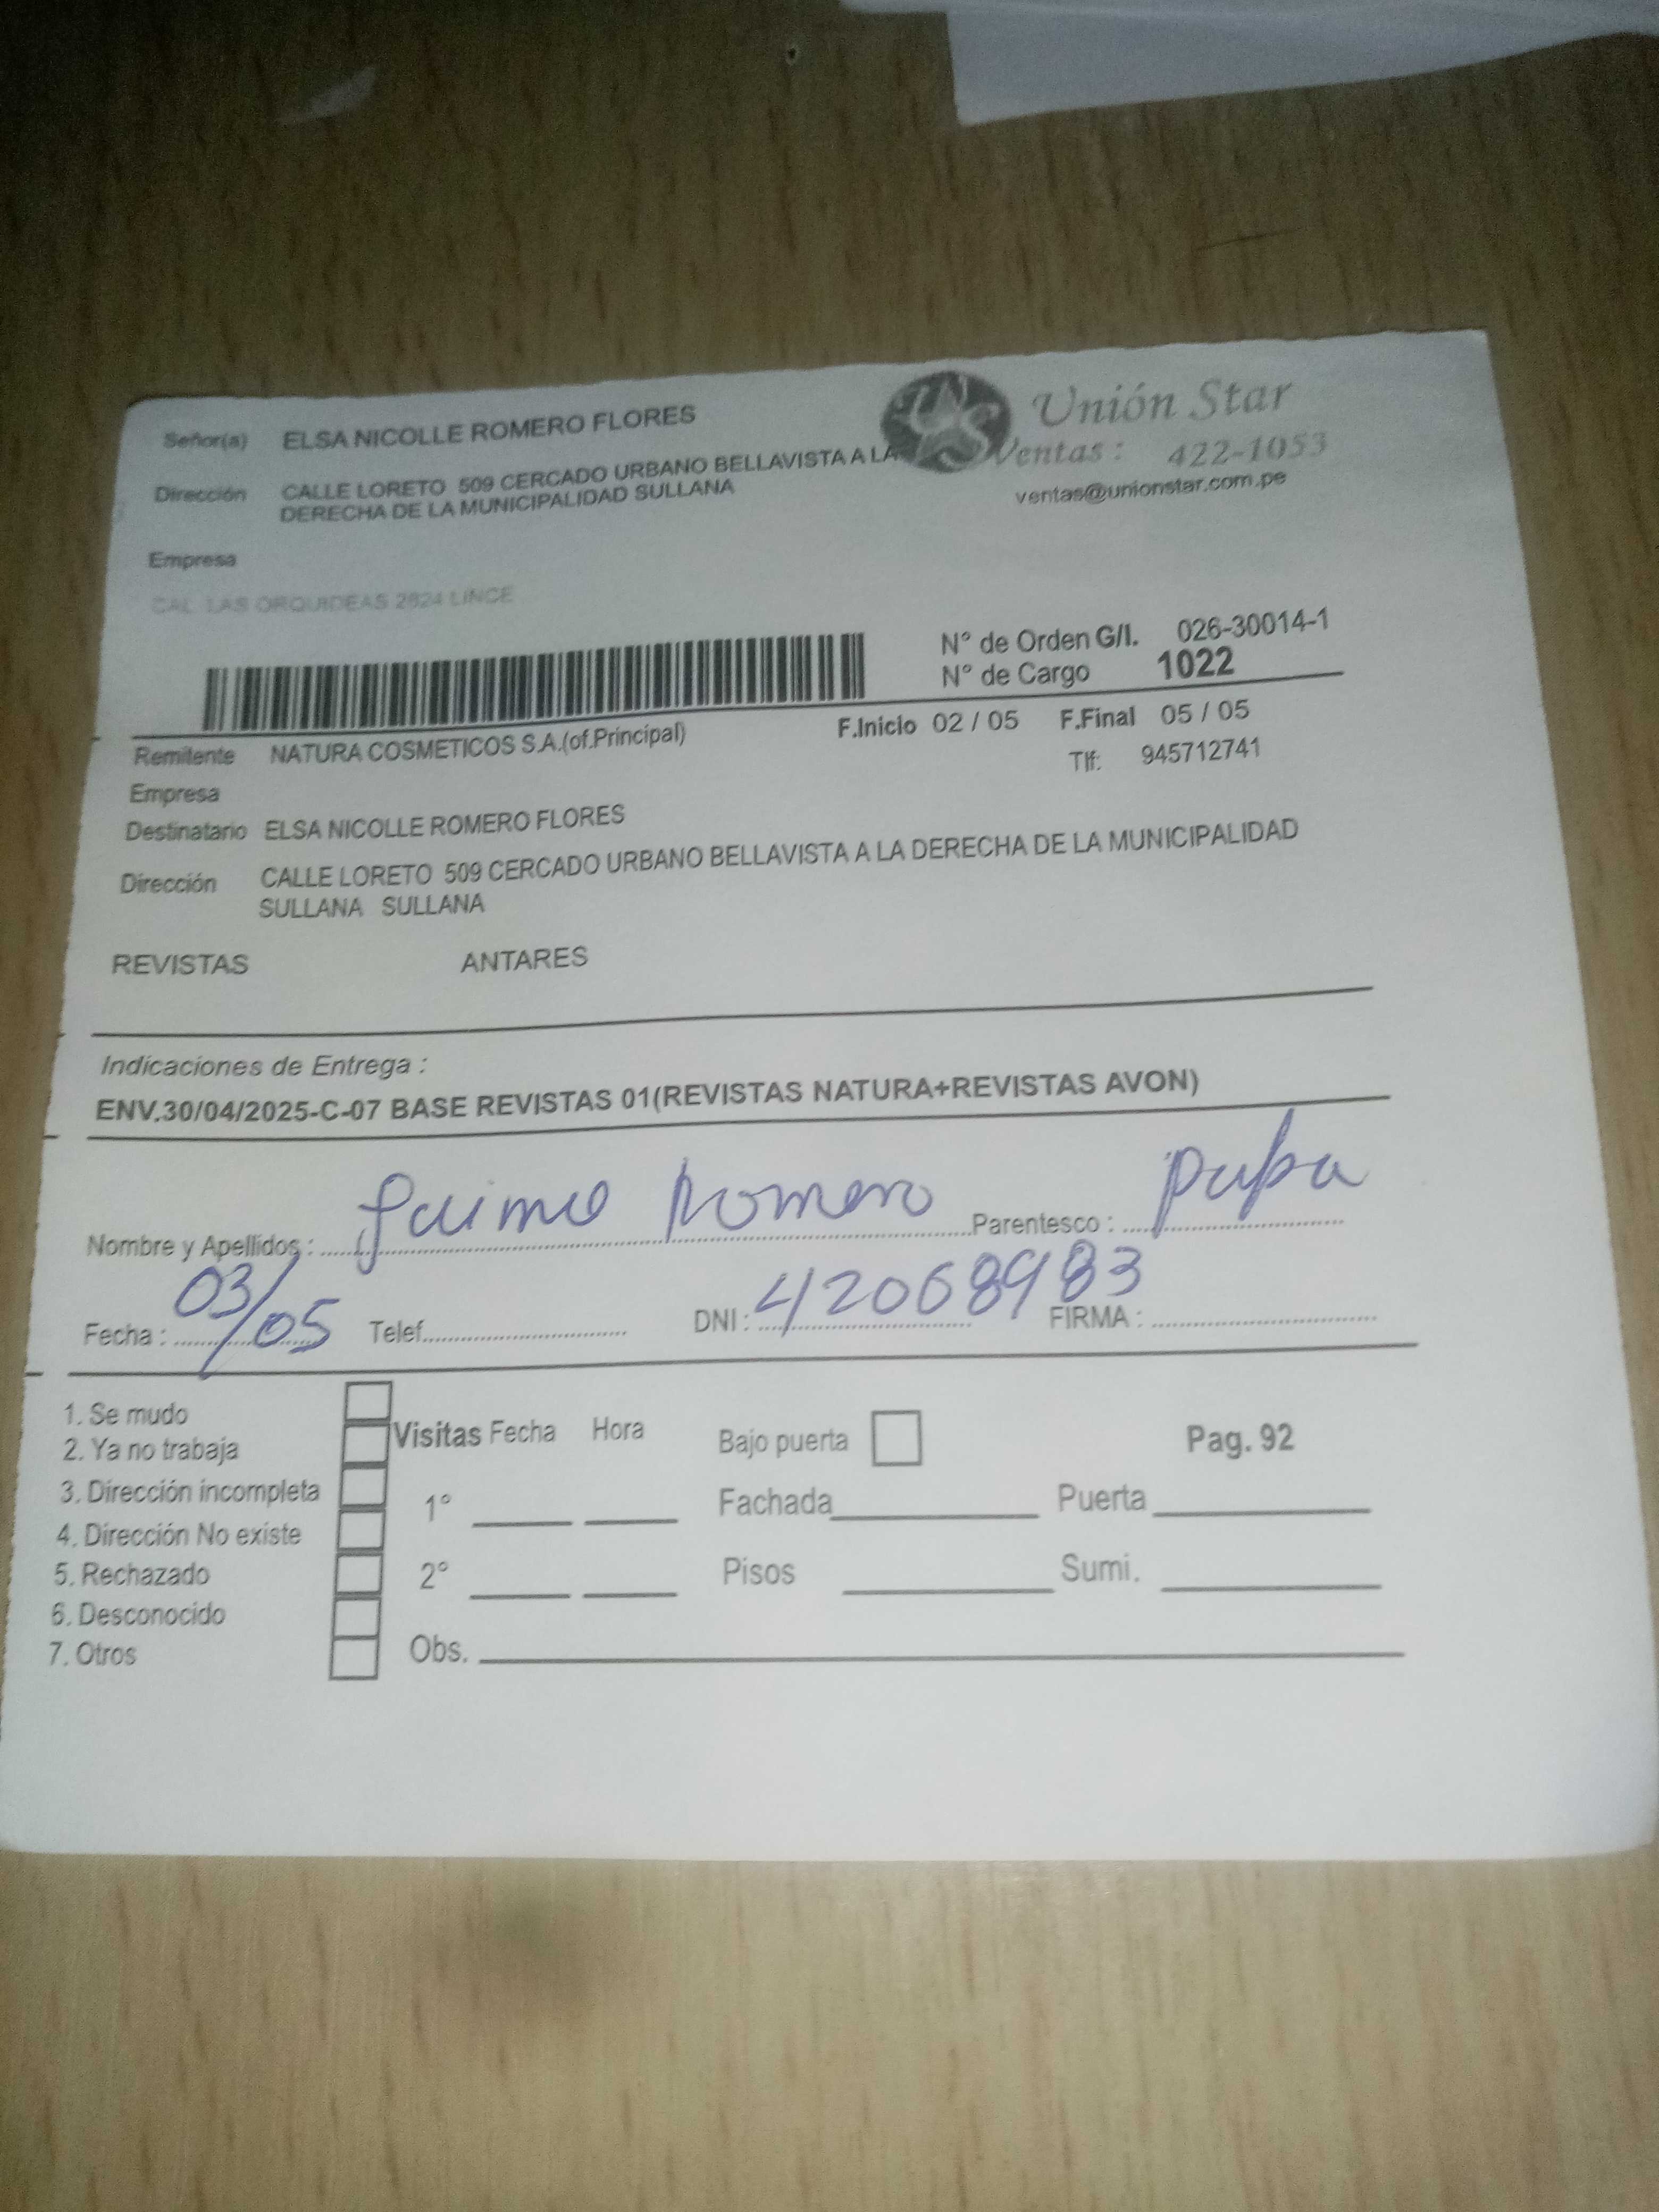 Señor(a) ELSA NICOLLE ROMERO FLORES
Unión Star
Dirección CALLE LORETO 509 CERCADO URBANO BELLAVISTA A LA
DERECHA DE LA MUNICIPALIDAD SULLANA
Ventas : 422-1053
ventas@unionstar.com.pe
Empresa
CAL. LAS ORQUIDEAS 2624 LINCE
N° de Orden G/I. 026-30014-1
N° de Cargo 1022
F.Inicio 02 / 05 F.Final 05 / 05
Remitente NATURA COSMETICOS S.A.(of.Principal)
Tlf: 945712741
Empresa
Destinatario ELSA NICOLLE ROMERO FLORES
Dirección CALLE LORETO 509 CERCADO URBANO BELLAVISTA A LA DERECHA DE LA MUNICIPALIDAD
SULLANA SULLANA
REVISTAS ANTARES
Indicaciones de Entrega :
ENV.30/04/2025-C-07 BASE REVISTAS 01(REVISTAS NATURA+REVISTAS AVON)
Nombre y Apellidos : Jaime Romero Parentesco : papa
Fecha : 03/05 Telef. DNI : 42068983 FIRMA :
1. Se mudo
2. Ya no trabaja
3. Dirección incompleta
4. Dirección No existe
5. Rechazado
6. Desconocido
7. Otros
Visitas Fecha Hora
1°
2°
Obs.
Bajo puerta Pag. 92
Fachada Puerta
Pisos Sumi.